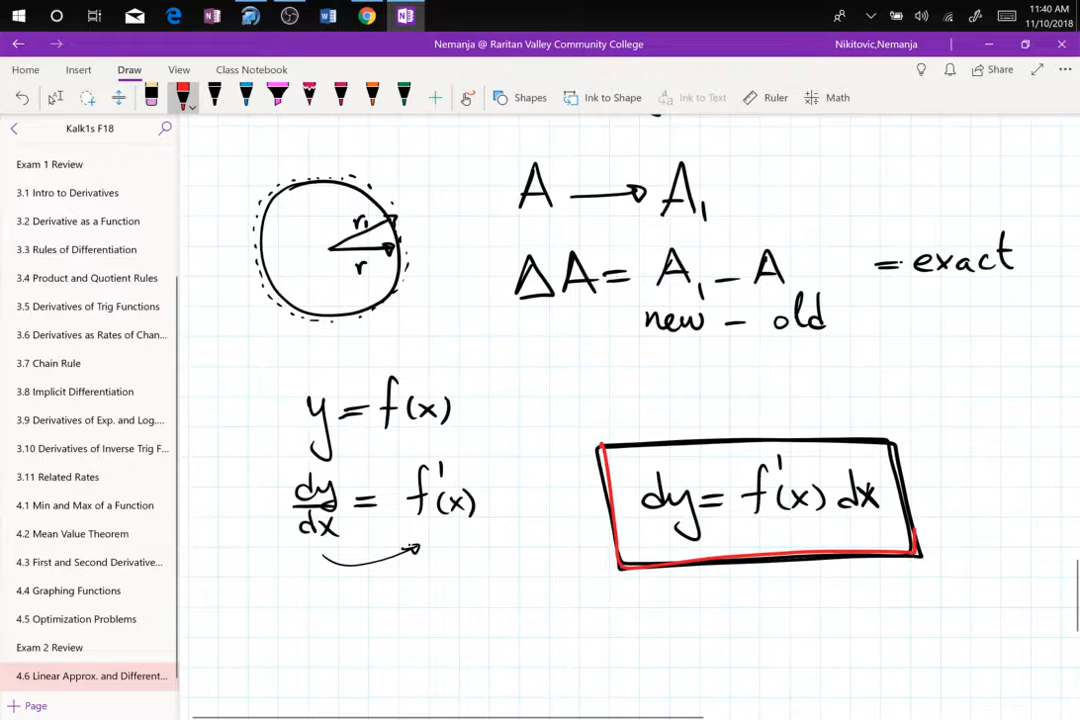 11:40 AM
11/10/2018
Nemanja @ Raritan Valley Community College
Nikitovic,Nemanja
Home Insert Draw View Class Notebook
Share
Shapes Ink to Shape Ink to Text Ruler Math
Kalk1s F18
Exam 1 Review
3.1 Intro to Derivatives
3.2 Derivative as a Function
3.3 Rules of Differentiation
3.4 Product and Quotient Rules
3.5 Derivatives of Trig Functions
3.6 Derivatives as Rates of Chan...
3.7 Chain Rule
3.8 Implicit Differentiation
3.9 Derivatives of Exp. and Log....
3.10 Derivatives of Inverse Trig F...
3.11 Related Rates
4.1 Min and Max of a Function
4.2 Mean Value Theorem
4.3 First and Second Derivative...
4.4 Graphing Functions
4.5 Optimization Problems
Exam 2 Review
4.6 Linear Approx. and Different...
Page
r₁
r
A → A₁
ΔA = A₁ - A = exact
new - old
y = f(x)
dy/dx = f'(x)
dy = f'(x) dx